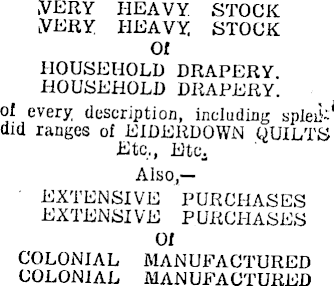 VERY HEAVY STOCK
VERY HEAVY STOCK
Of
HOUSEHOLD DRAPERY.
HOUSEHOLD DRAPERY.
of every description, including splen-
did ranges of EIDERDOWN QUILTS
Etc., Etc.
Also,—
EXTENSIVE PURCHASES
EXTENSIVE PURCHASES
Of
COLONIAL MANUFACTURED
COLONIAL MANUFACTURED